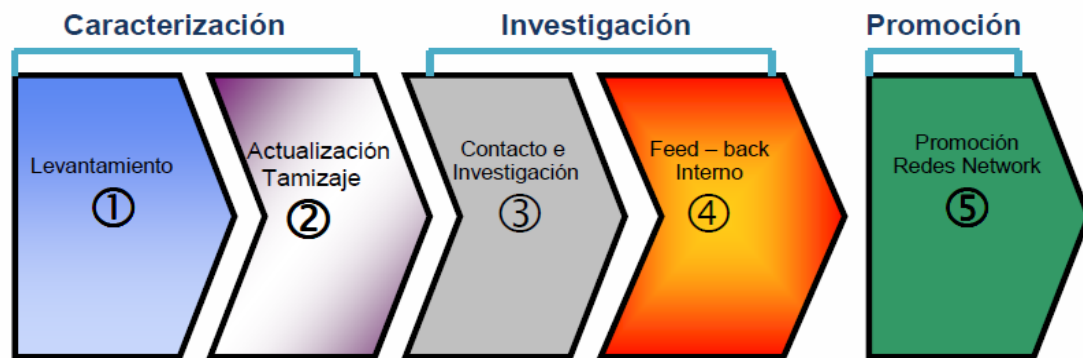 Caracterización
Investigación
Promoción
Levantamiento
①
Actualización
Tamizaje
②
Contacto e
Investigación
③
Feed – back
Interno
④
Promoción
Redes Network
⑤